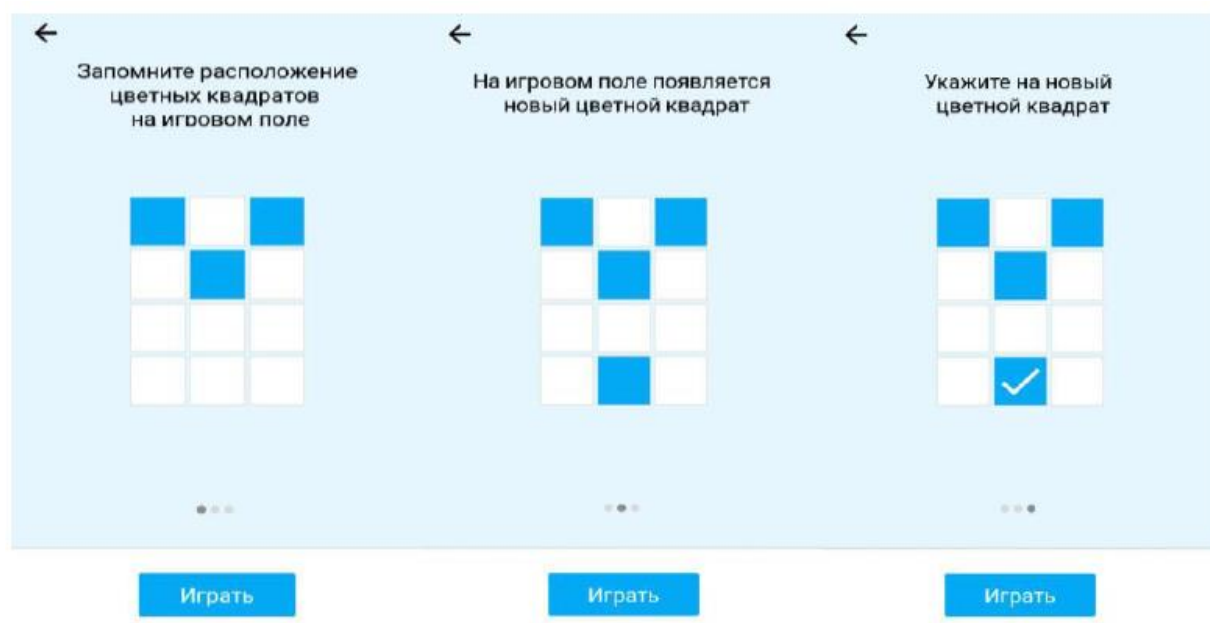 Запомните расположение
цветных квадратов
на игровом поле
На игровом поле появляется
новый цветной квадрат
Укажите на новый
цветной квадрат
Играть
Играть
Играть